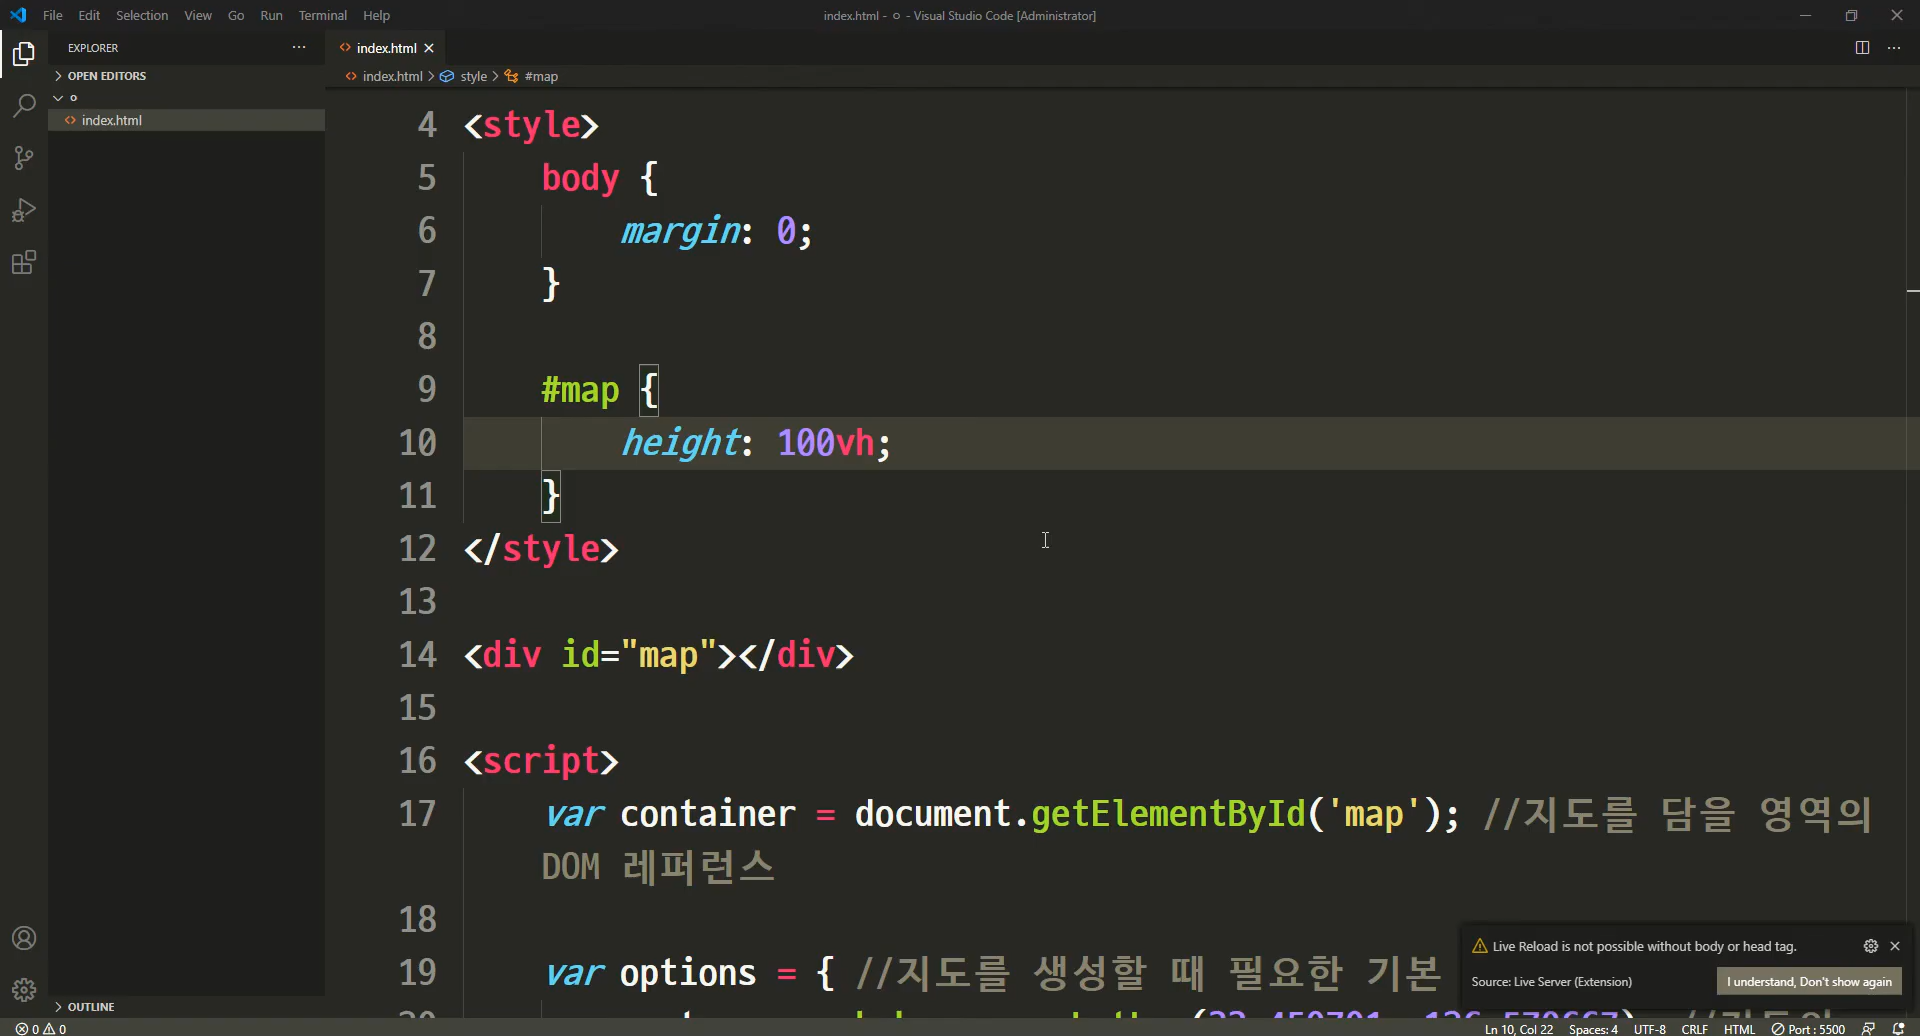 File Edit Selection View Go Run Terminal Help
index.html - ㅇ - Visual Studio Code [Administrator]
EXPLORER
OPEN EDITORS
ㅇ
index.html
OUTLINE
index.html
index.html > style > #map
4 <style>
5 body {
6 margin: 0;
7 }
8
9 #map {
10 height: 100vh;
11 }
12 </style>
13
14 <div id="map"></div>
15
16 <script>
17 var container = document.getElementById('map'); //지도를 담을 영역의
DOM 레퍼런스
18
19 var options = { //지도를 생성할 때 필요한 기본
Live Reload is not possible without body or head tag.
Source: Live Server (Extension)
I understand, Don't show again
0 0
Ln 10, Col 22 Spaces: 4 UTF-8 CRLF HTML Port : 5500